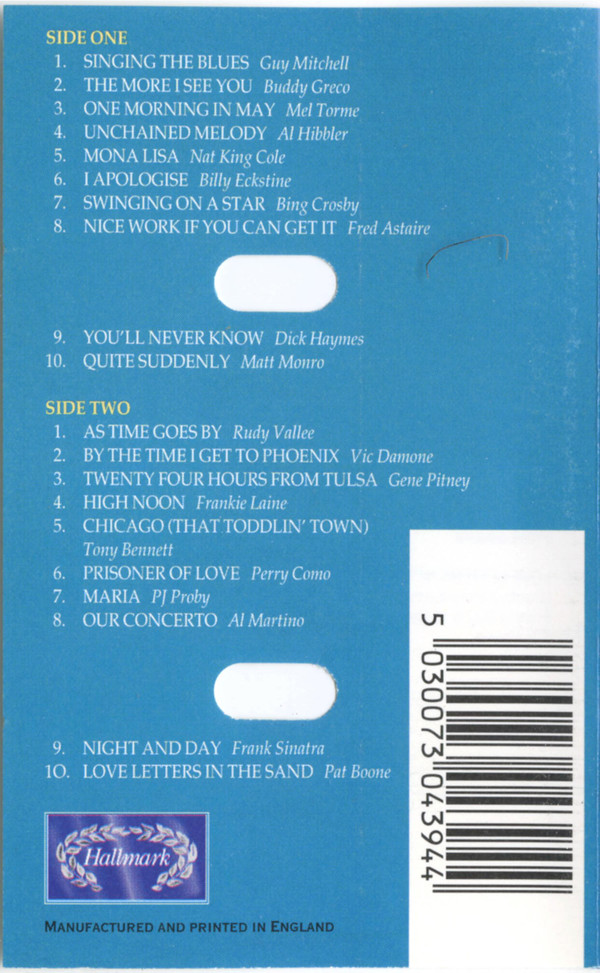 SIDE ONE
1. SINGING THE BLUES Guy Mitchell
2. THE MORE I SEE YOU Buddy Greco
3. ONE MORNING IN MAY Mel Torme
4. UNCHAINED MELODY Al Hibbler
5. MONA LISA Nat King Cole
6. I APOLOGISE Billy Eckstine
7. SWINGING ON A STAR Bing Crosby
8. NICE WORK IF YOU CAN GET IT Fred Astaire
9. YOU'LL NEVER KNOW Dick Haymes
10. QUITE SUDDENLY Matt Monro
SIDE TWO
1. AS TIME GOES BY Rudy Vallee
2. BY THE TIME I GET TO PHOENIX Vic Damone
3. TWENTY FOUR HOURS FROM TULSA Gene Pitney
4. HIGH NOON Frankie Laine
5. CHICAGO (THAT TODDLIN' TOWN)
Tony Bennett
6. PRISONER OF LOVE Perry Como
7. MARIA PJ Proby
8. OUR CONCERTO Al Martino
9. NIGHT AND DAY Frank Sinatra
10. LOVE LETTERS IN THE SAND Pat Boone
Hallmark
MANUFACTURED AND PRINTED IN ENGLAND
5 030073 043944